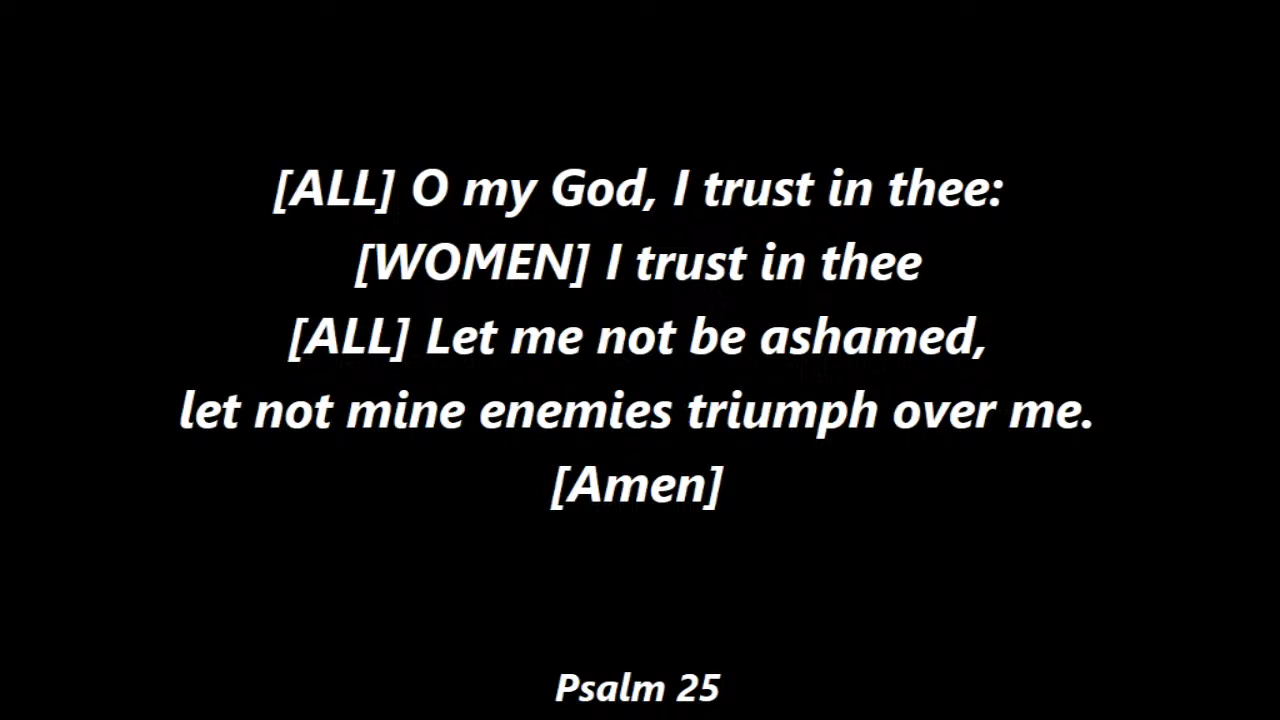 [ALL] O my God, I trust in thee:
[WOMEN] I trust in thee
[ALL] Let me not be ashamed,
let not mine enemies triumph over me.
[Amen]
Psalm 25